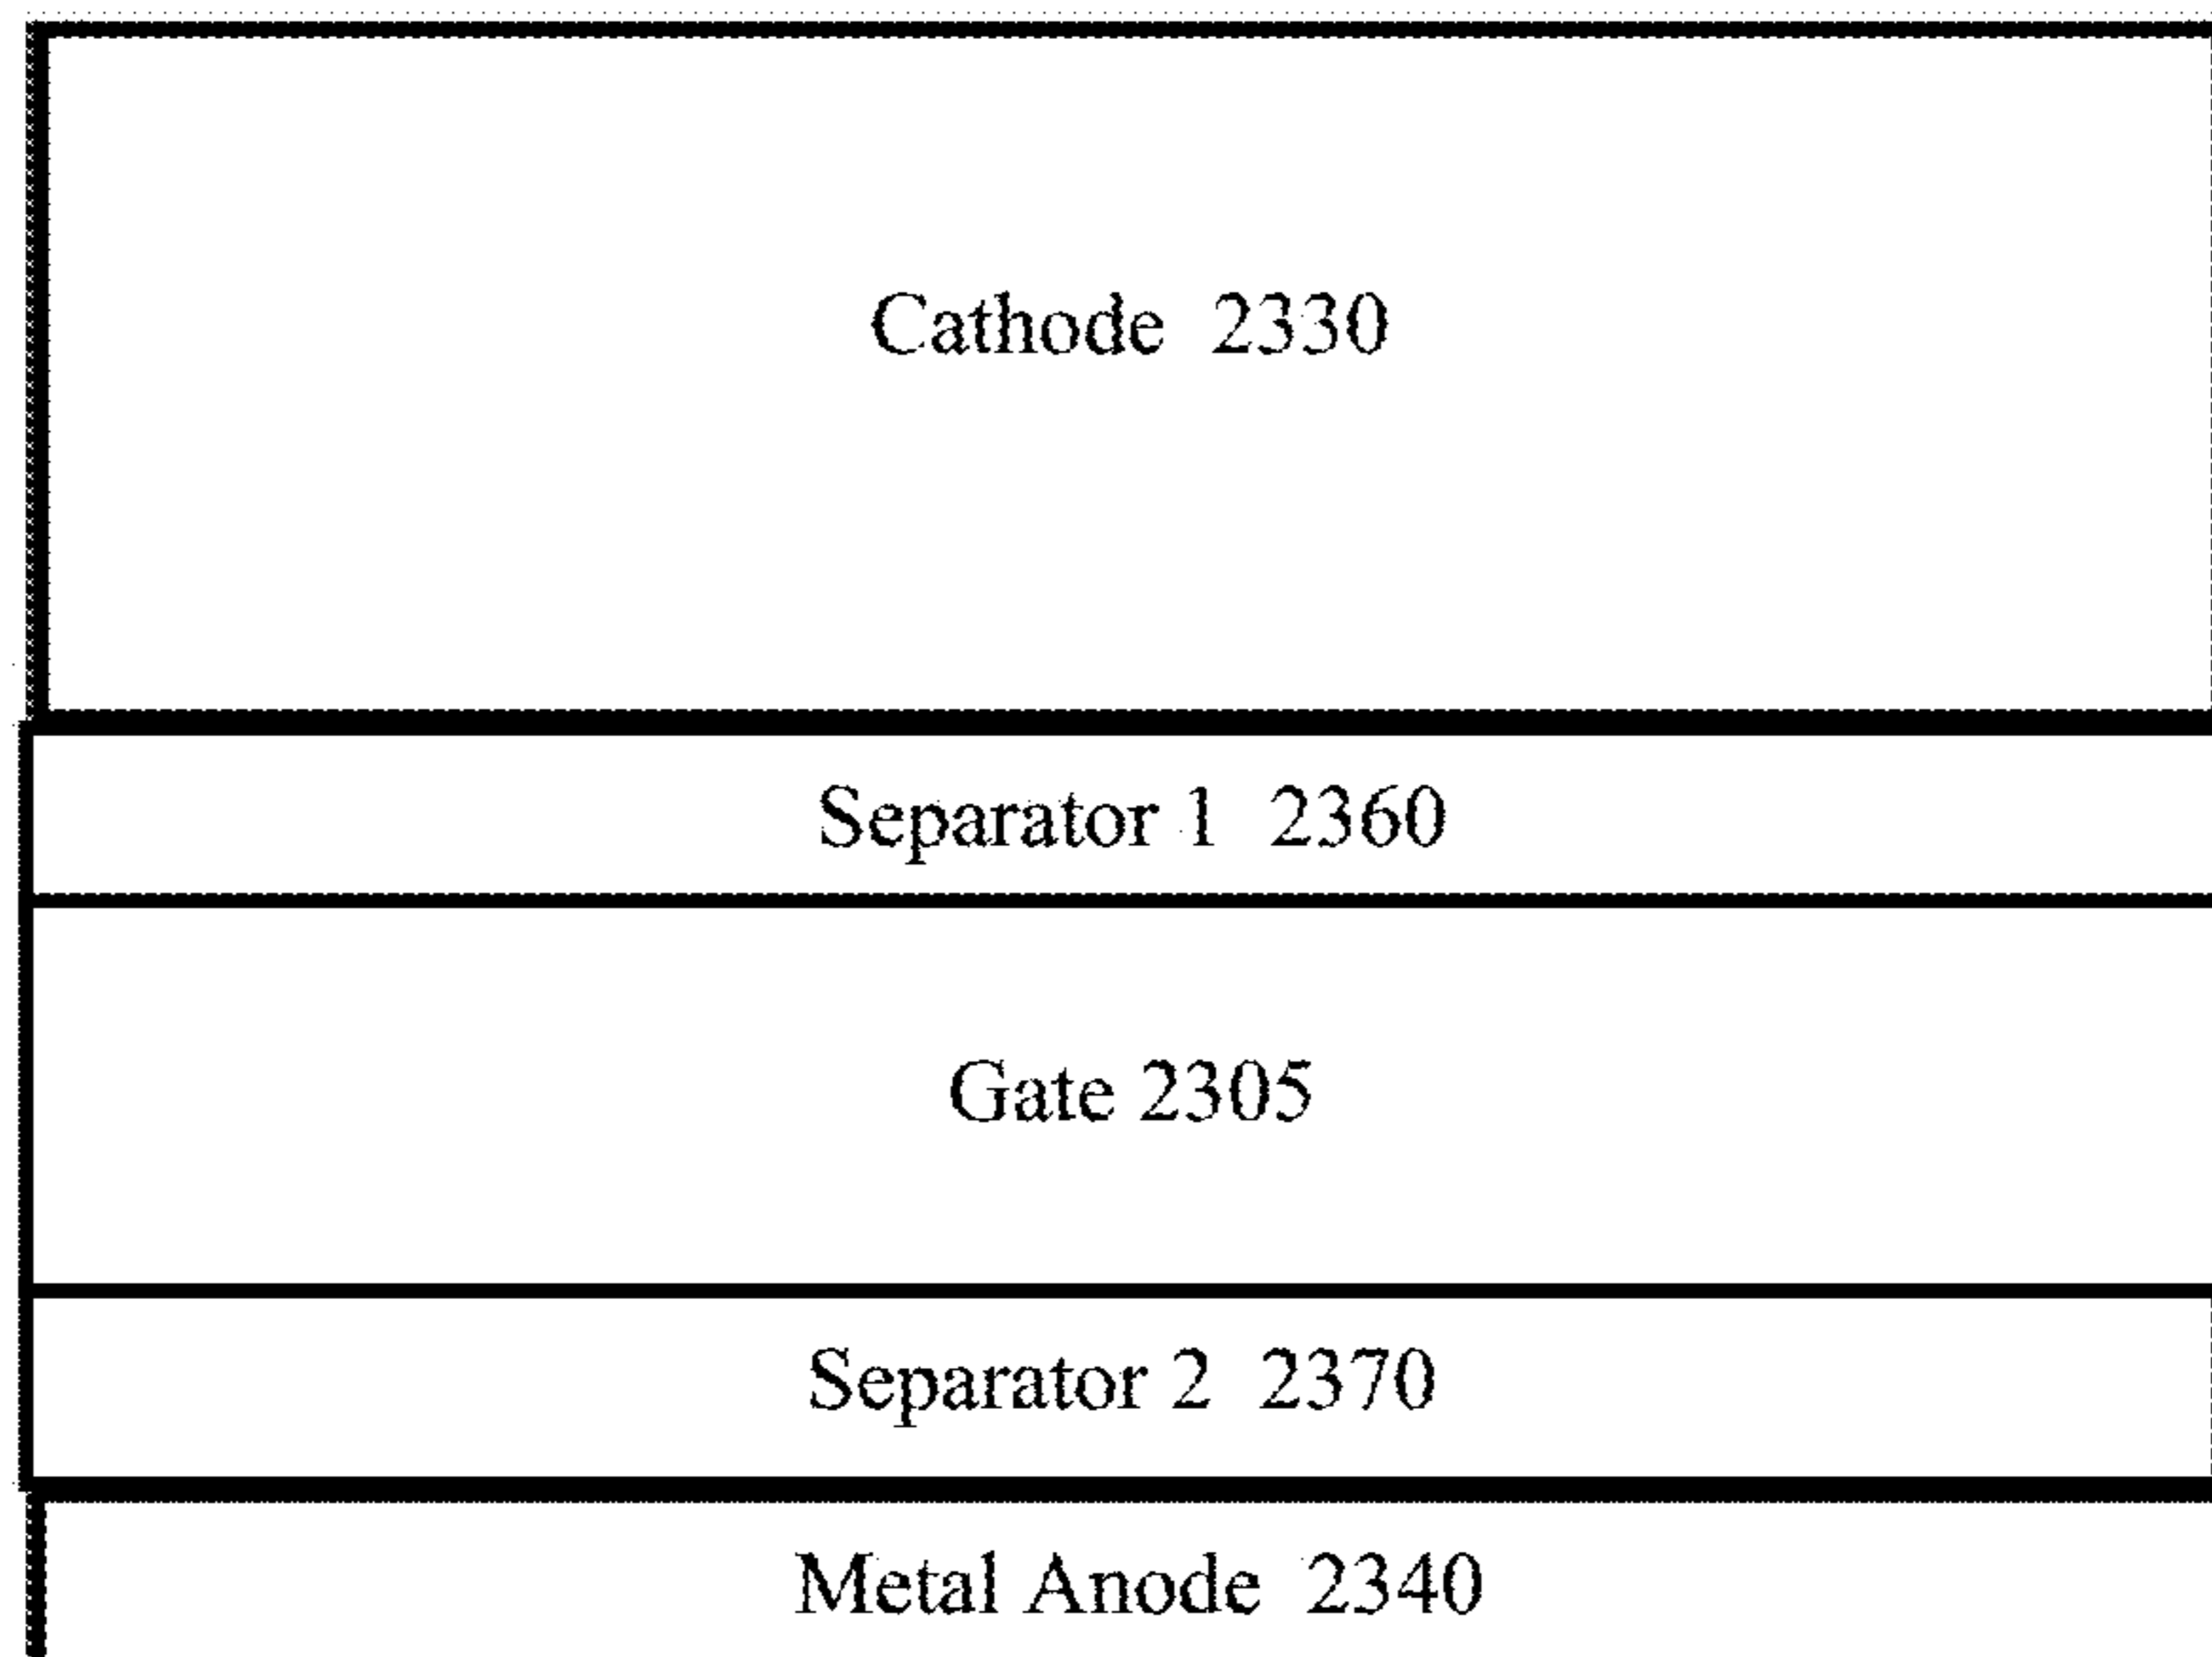 Cathode 2330
Separator 1 2360
Gate 2305
Separator 2 2370
Metal Anode 2340